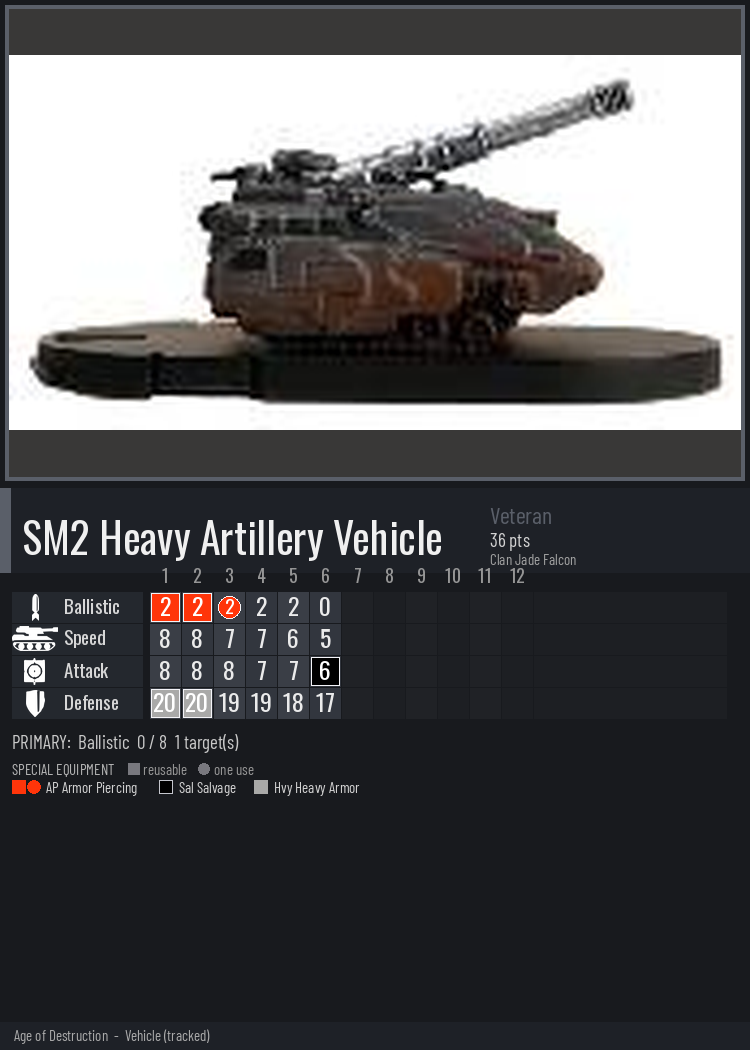 SM2 Heavy Artillery Vehicle
Veteran
36 pts
Clan Jade Falcon
1 2 3 4 5 6 7 8 9 10 11 12
Ballistic 2 2 2 2 2 0
Speed 8 8 7 7 6 5
Attack 8 8 8 7 7 6
Defense 20 20 19 19 18 17
PRIMARY: Ballistic 0 / 8 1 target(s)
SPECIAL EQUIPMENT reusable one use
AP Armor Piercing Sal Salvage Hvy Heavy Armor
Age of Destruction - Vehicle (tracked)